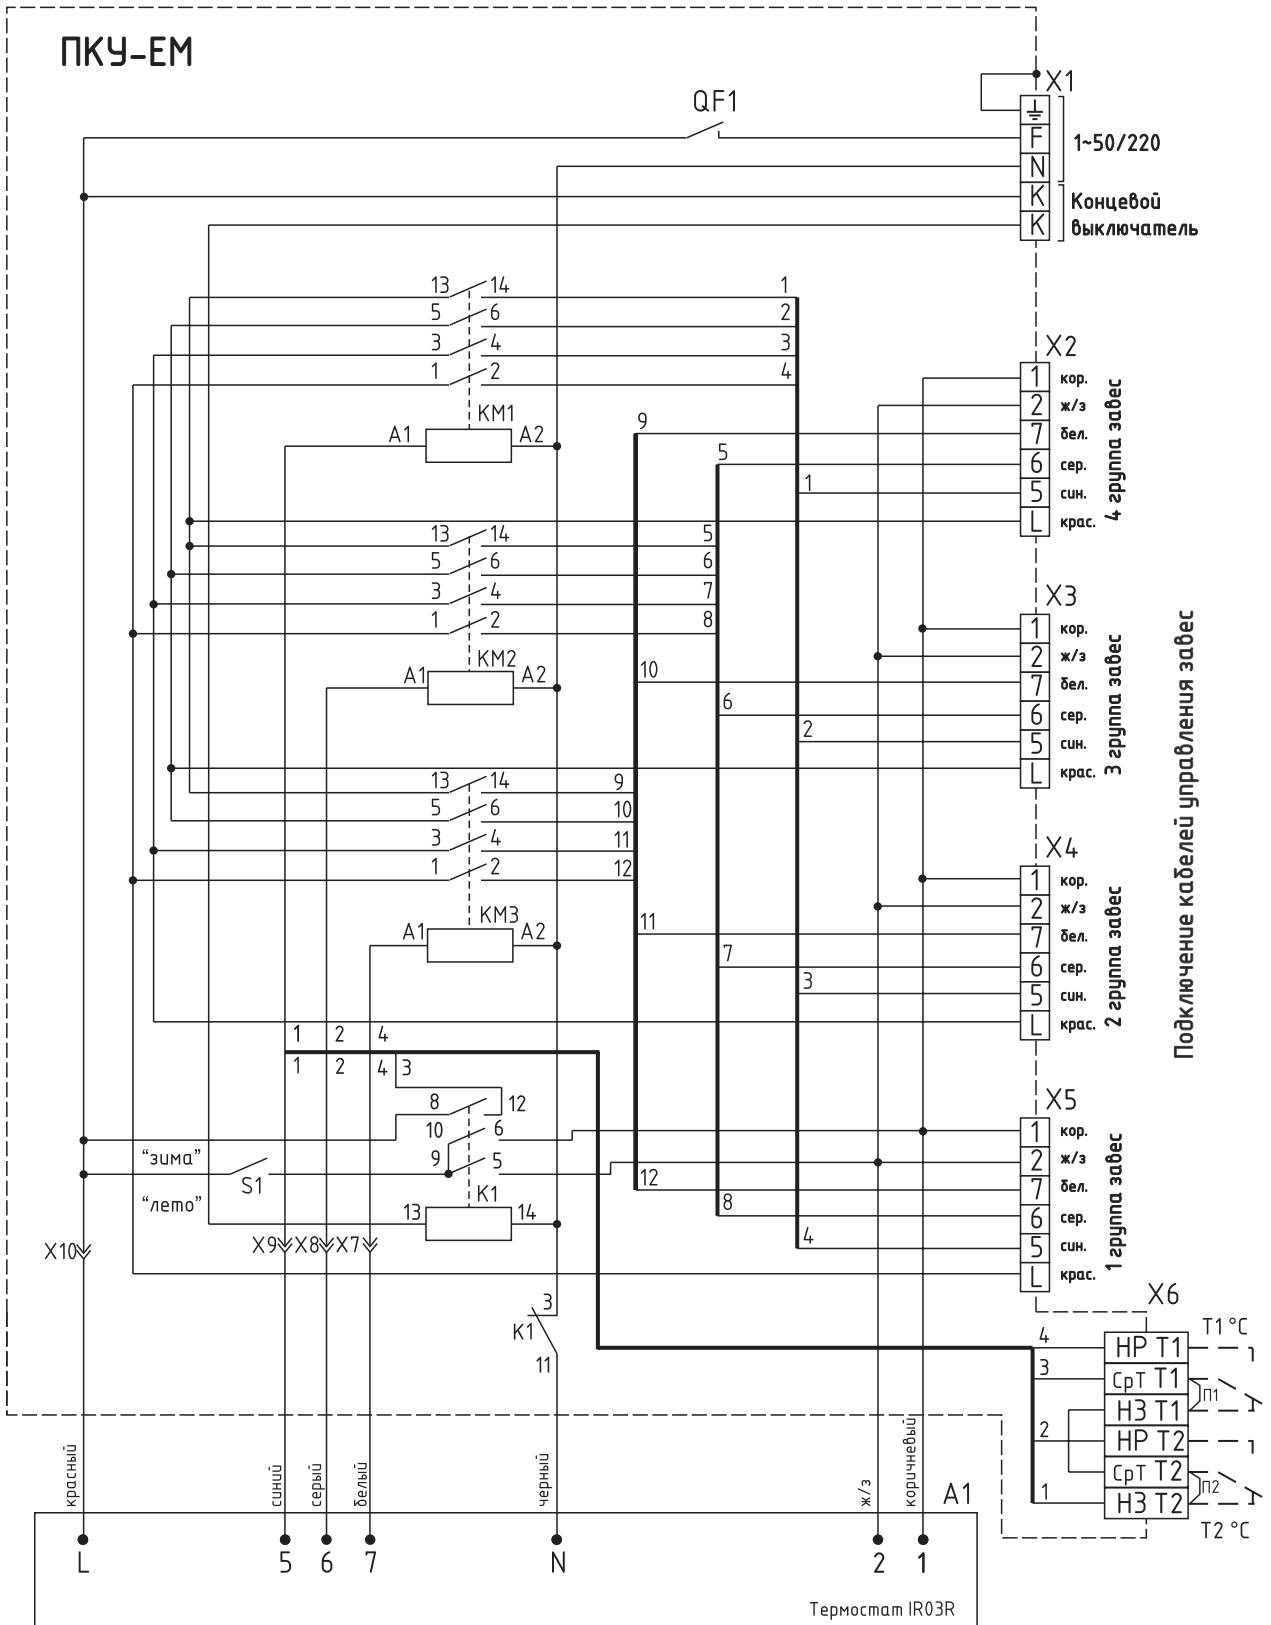 ПКУ-ЕМ
X1
QF1
F
N
K
K
1~50/220
Концевой
выключатель
13 14 1
5 6 2
3 4 3
1 2 4
KM1
A1 A2
X2
1 кор.
2 ж/з
9 7 бел.
5 6 сер.
1 5 син.
L крас.
4 группа завес
13 14 5
5 6 6
3 4 7
1 2 8
KM2
A1 A2
X3
1 кор.
2 ж/з
10 7 бел.
6 6 сер.
2 5 син.
L крас.
3 группа завес
Подключение кабелей управления завес
13 14 9
5 6 10
3 4 11
1 2 12
KM3
A1 A2
X4
1 кор.
2 ж/з
11 7 бел.
7 6 сер.
3 5 син.
L крас.
2 группа завес
1 2 4
1 2 4 3
8 12
10 6
9 5
"зима"
S1
"лето"
K1
13 14
X5
1 кор.
2 ж/з
12 7 бел.
8 6 сер.
4 5 син.
L крас.
1 группа завес
X10 X9 X8 X7
3
K1
11
X6
4 НР Т1
3 СрТ Т1
НЗ Т1
2 НР Т2
СрТ Т2
1 НЗ Т2
Т1 °С
П1
П2
Т2 °С
красный
синий
серый
белый
черный
ж/з
коричневый
A1
L 5 6 7 N 2 1
Термостат IR03R